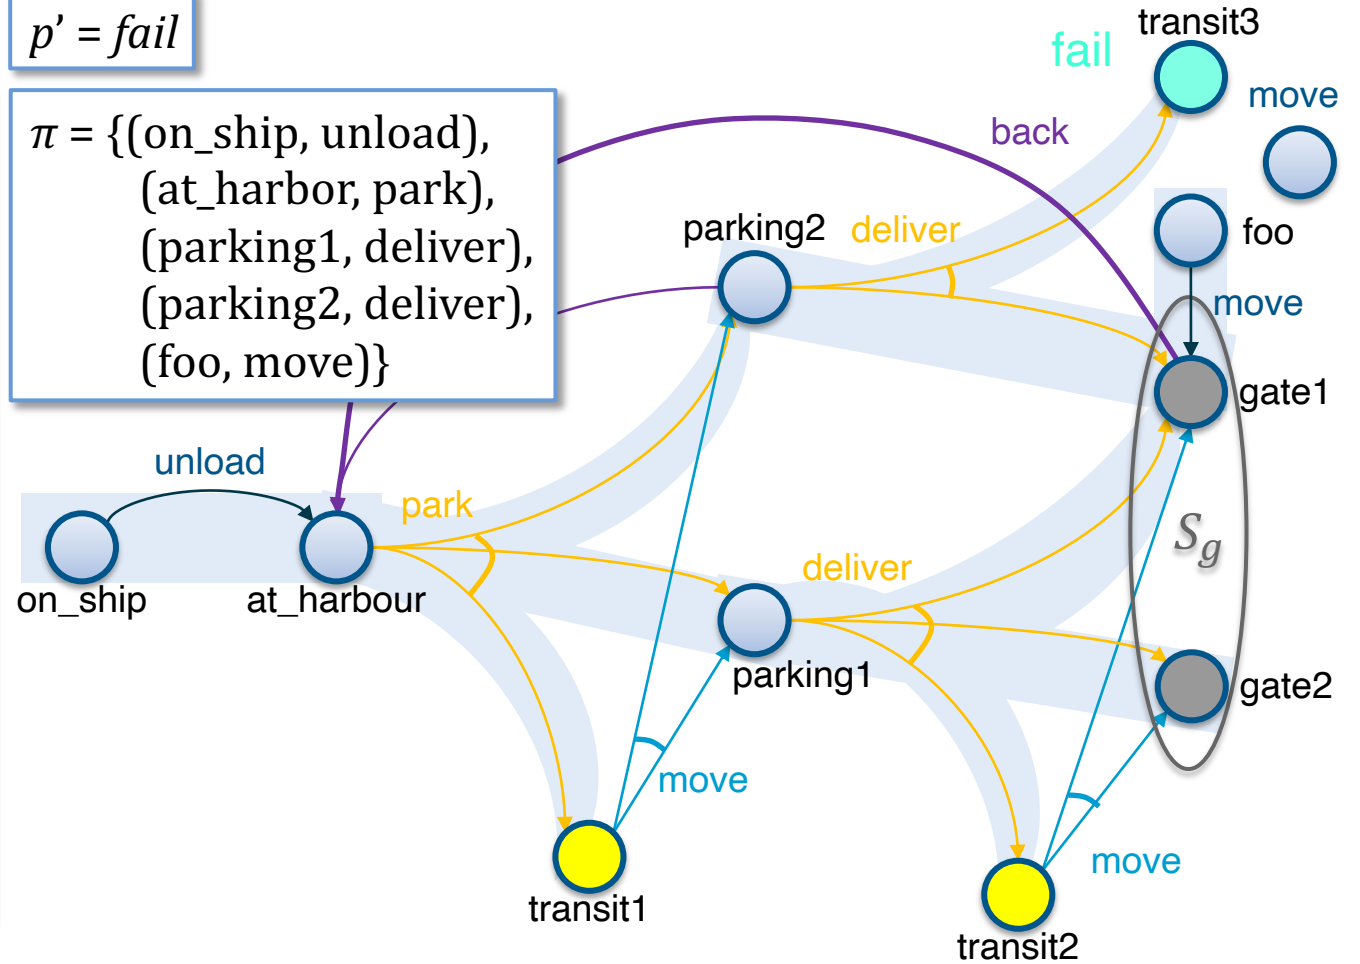 p’ = fail
π = {(on_ship, unload),
(at_harbor, park),
(parking1, deliver),
(parking2, deliver),
(foo, move)}
transit3
fail
move
back
parking2
deliver
foo
move
gate1
unload
park
S_g
deliver
on_ship
at_harbour
parking1
gate2
move
move
transit1
transit2